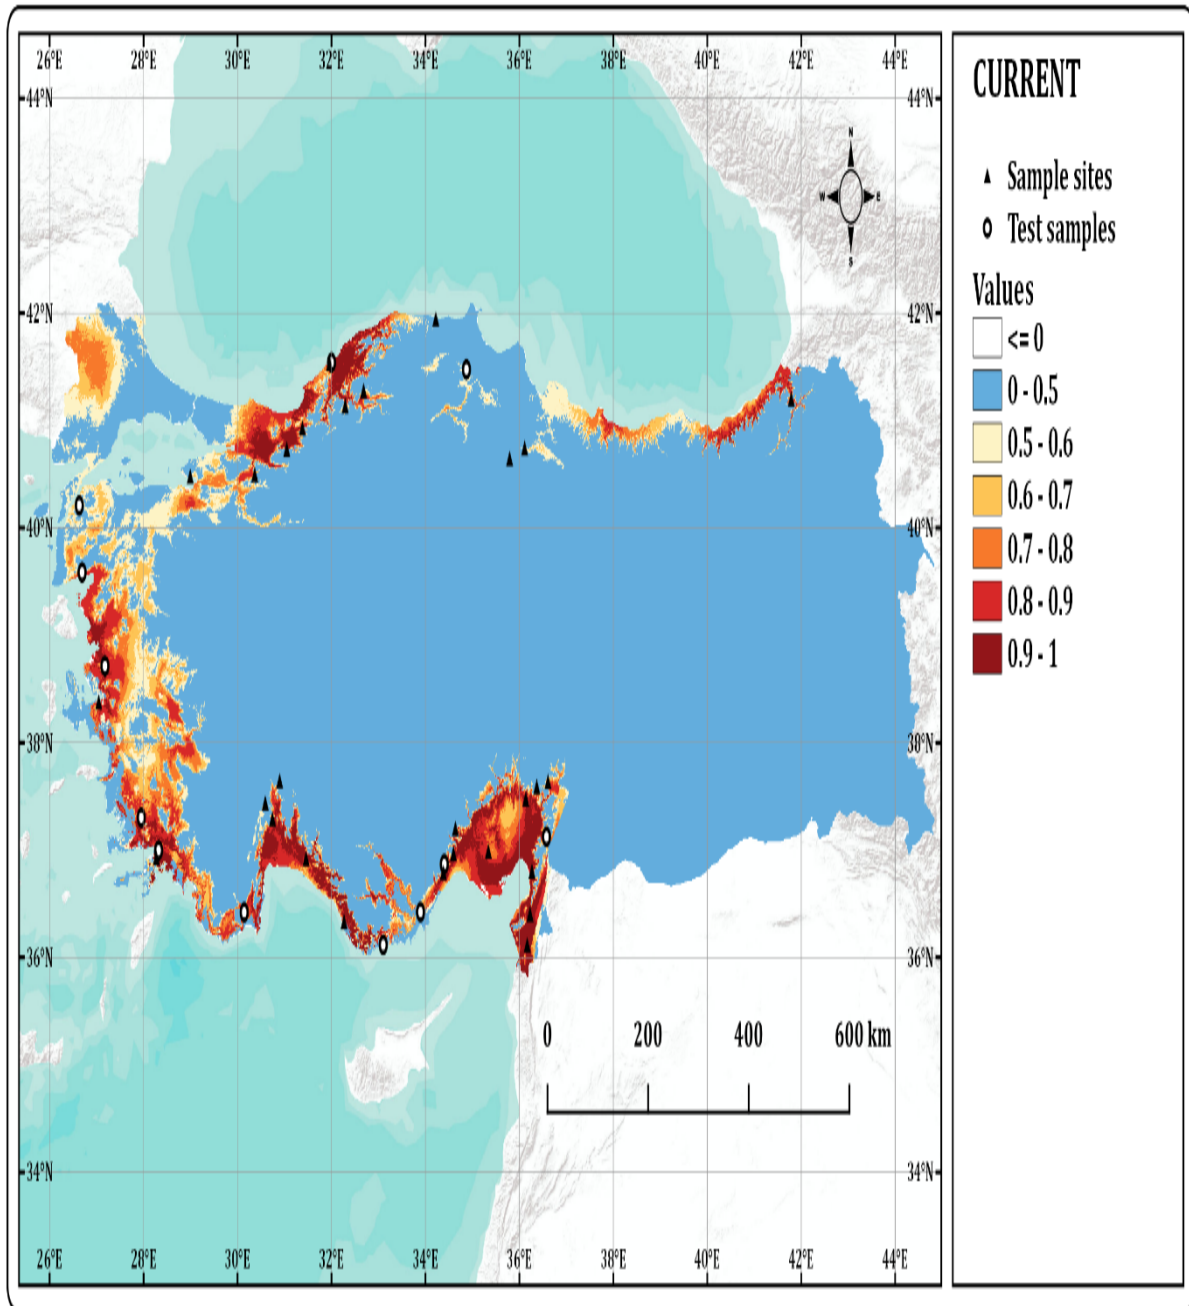 26°E 28°E 30°E 32°E 34°E 36°E 38°E 40°E 42°E 44°E
44°N 44°N
42°N 42°N
40°N 40°N
38°N 38°N
36°N 36°N
34°N 34°N
26°E 28°E 30°E 32°E 34°E 36°E 38°E 40°E 42°E 44°E
N
W E
S
0 200 400 600 km
CURRENT
Sample sites
Test samples
Values
<= 0
0 - 0.5
0.5 - 0.6
0.6 - 0.7
0.7 - 0.8
0.8 - 0.9
0.9 - 1